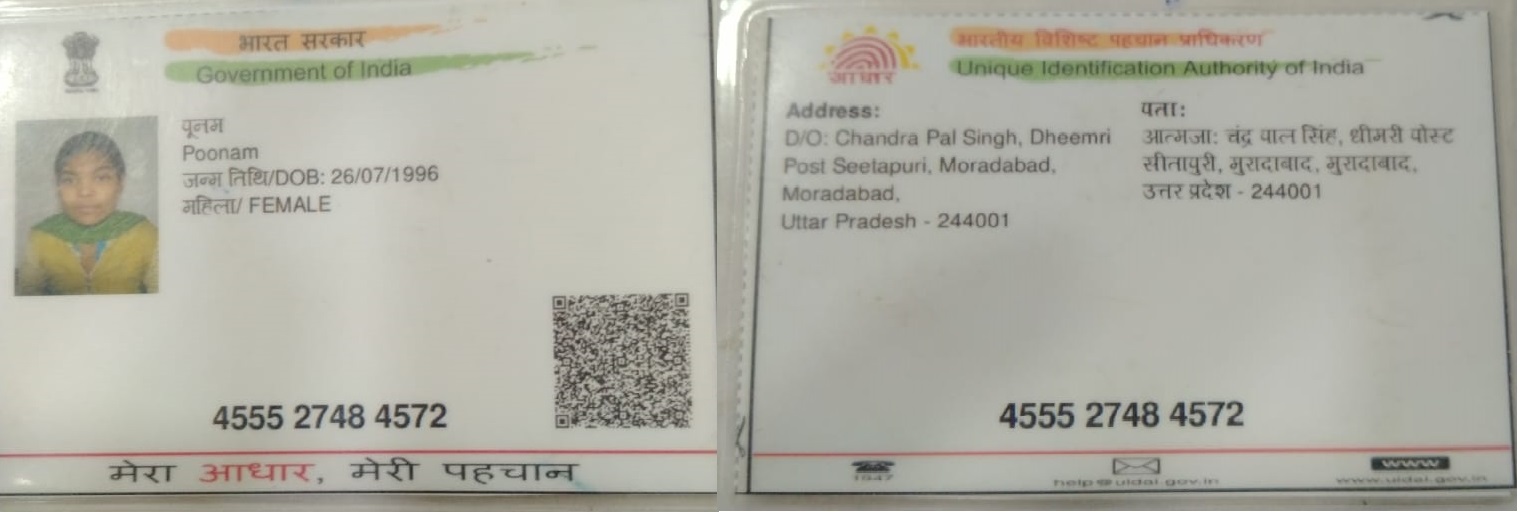 भारत सरकार
Government of India
पूनम
Poonam
जन्म तिथि/DOB: 26/07/1996
महिला/ FEMALE
4555 2748 4572
मेरा आधार, मेरी पहचान
आधार
भारतीय विशिष्ट पहचान प्राधिकरण
Unique Identification Authority of India
Address:
D/O: Chandra Pal Singh, Dheemri
Post Seetapuri, Moradabad,
Moradabad,
Uttar Pradesh - 244001
पता:
आत्मजा: चंद्र पाल सिंह, धीमरी पोस्ट
सीतापुरी, मुरादाबाद, मुरादाबाद,
उत्तर प्रदेश - 244001
4555 2748 4572
1947
help@uidai.gov.in
www
www.uidai.gov.in